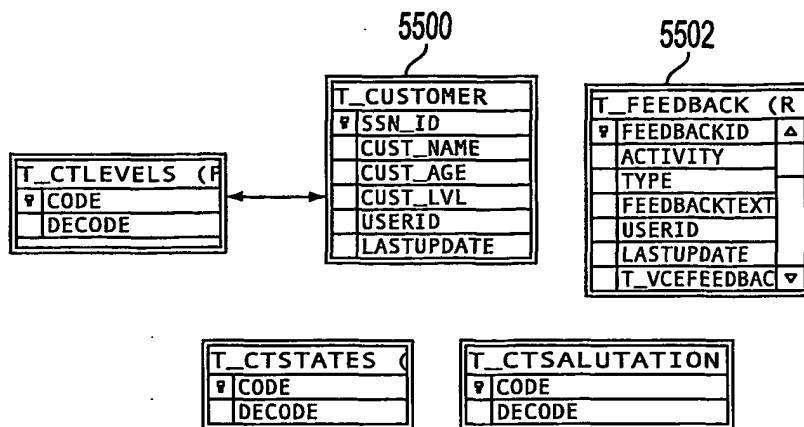 5500
5502
T_CUSTOMER
SSN_ID
CUST_NAME
CUST_AGE
CUST_LVL
USERID
LASTUPDATE
T_FEEDBACK (R
FEEDBACKID
ACTIVITY
TYPE
FEEDBACKTEXT
USERID
LASTUPDATE
T_VCEFEEDBAC
T_CTLEVELS (F
CODE
DECODE
T_CTSTATES (
CODE
DECODE
T_CTSALUTATION
CODE
DECODE